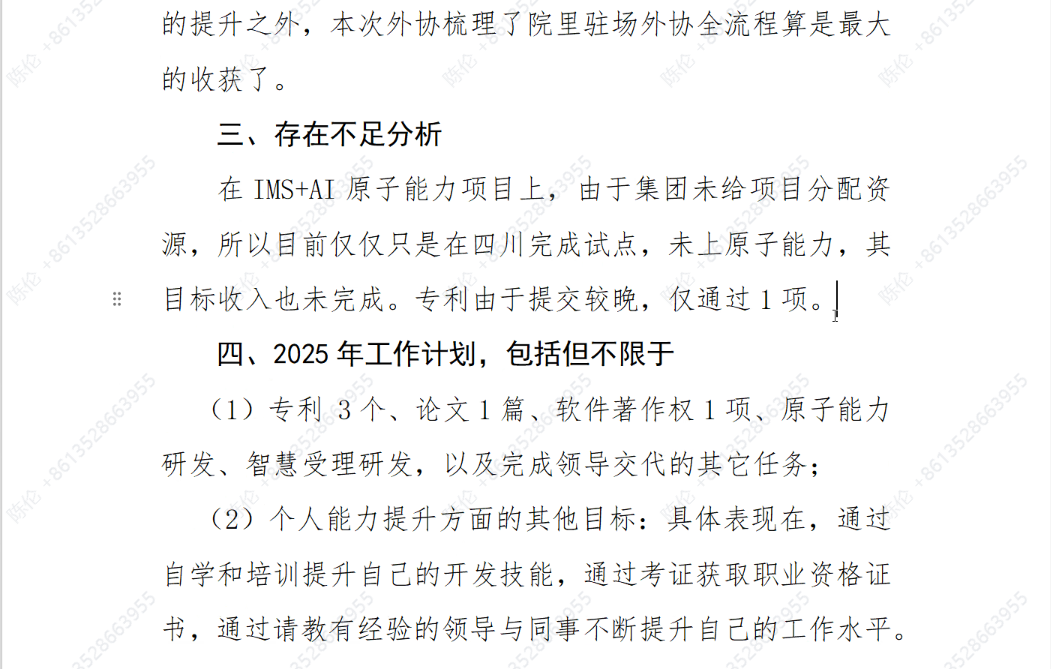 的提升之外，本次外协梳理了院里驻场外协全流程算是最大
的收获了。
三、存在不足分析
在 IMS+AI 原子能力项目上，由于集团未给项目分配资
源，所以目前仅仅只是在四川完成试点，未上原子能力，其
目标收入也未完成。专利由于提交较晚，仅通过 1 项。
四、2025 年工作计划，包括但不限于
（1）专利 3 个、论文 1 篇、软件著作权 1 项、原子能力
研发、智慧受理研发，以及完成领导交代的其它任务；
（2）个人能力提升方面的其他目标：具体表现在，通过
自学和培训提升自己的开发技能，通过考证获取职业资格证
书，通过请教有经验的领导与同事不断提升自己的工作水平。
陈伦 +8613528663955